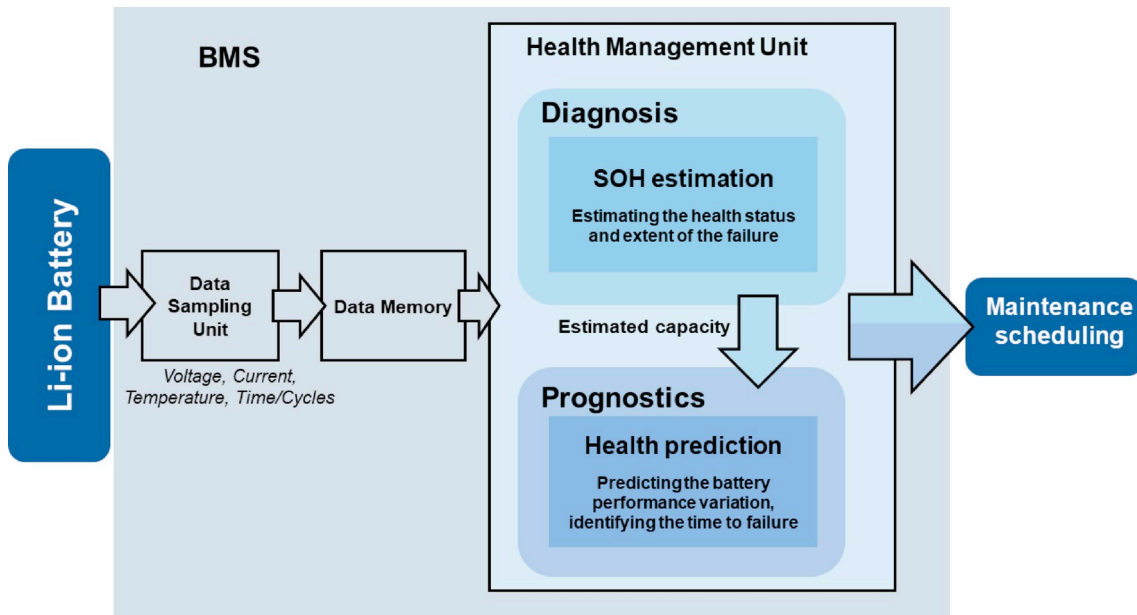 Li-ion Battery
BMS
Data
Sampling
Unit
Voltage, Current,
Temperature, Time/Cycles
Data Memory
Health Management Unit
Diagnosis
SOH estimation
Estimating the health status
and extent of the failure
Estimated capacity
Prognostics
Health prediction
Predicting the battery
performance variation,
identifying the time to failure
Maintenance
scheduling